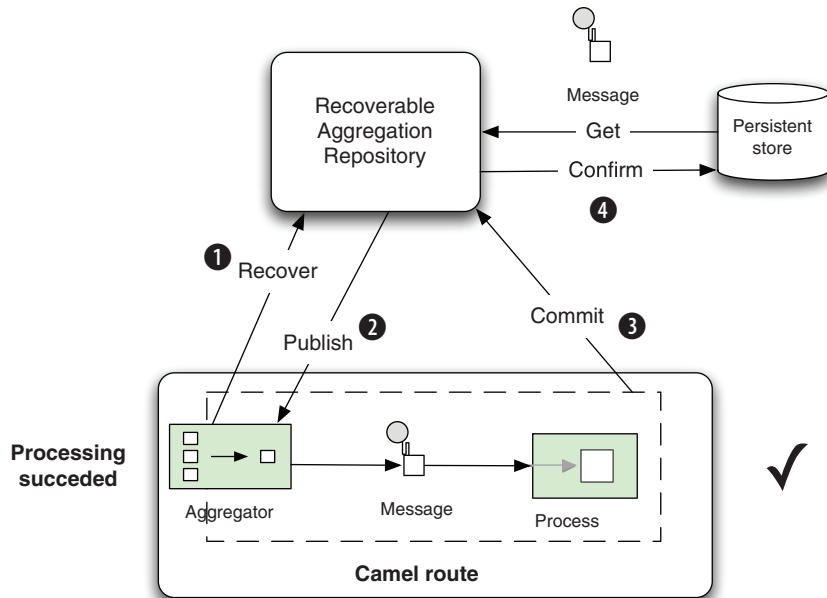 Message
Recoverable
Aggregation
Repository
Get
Confirm
Persistent
store
4
1
Recover
2
Publish
Commit
3
Processing
succeded
Aggregator
Message
Process
Camel route